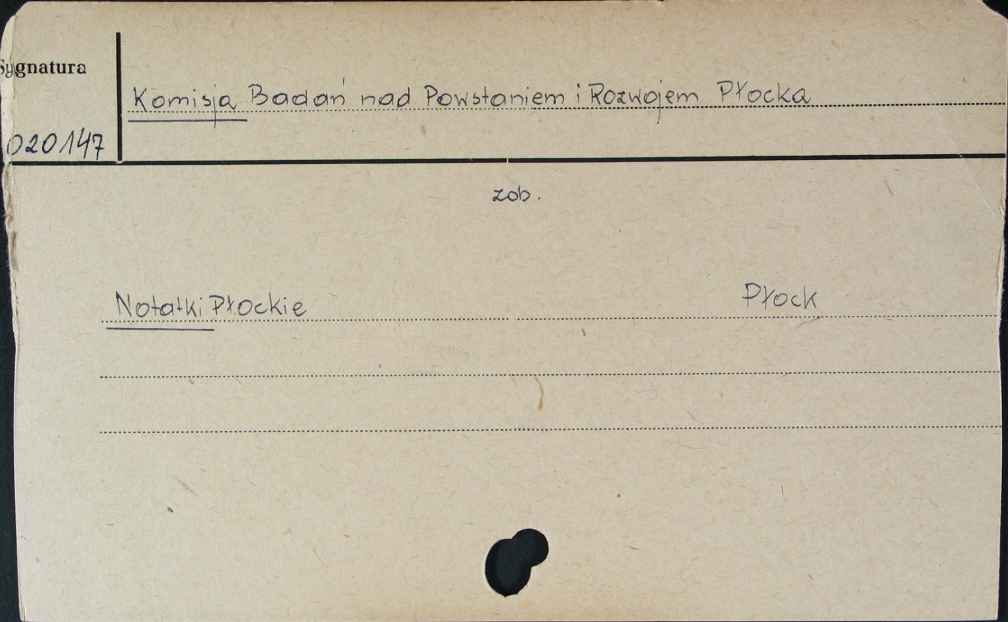 Sygnatura
Komisja Badań nad Powstaniem i Rozwojem Płocka
020147
zob.
Notatki Płockie Płock